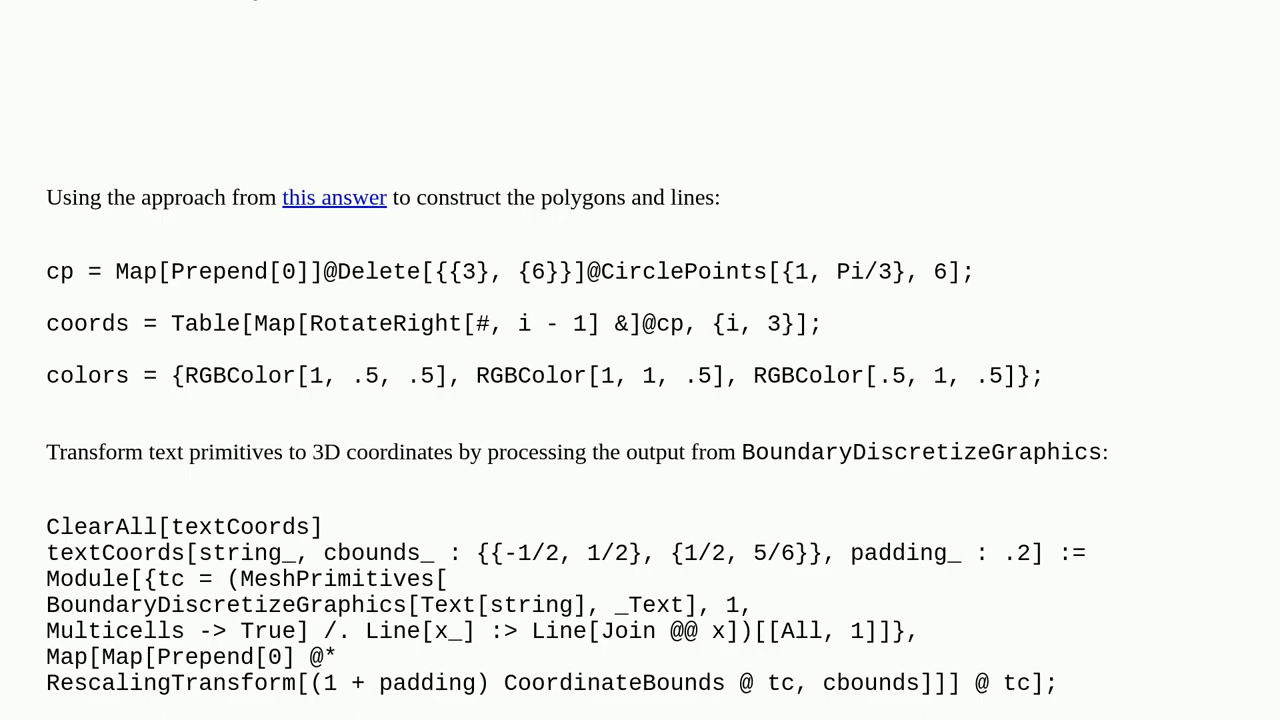 Using the approach from this answer to construct the polygons and lines:
cp = Map[Prepend[0]]@Delete[{{3}, {6}}]@CirclePoints[{1, Pi/3}, 6];
coords = Table[Map[RotateRight[#, i - 1] &]@cp, {i, 3}];
colors = {RGBColor[1, .5, .5], RGBColor[1, 1, .5], RGBColor[.5, 1, .5]};
Transform text primitives to 3D coordinates by processing the output from BoundaryDiscretizeGraphics:
ClearAll[textCoords]
textCoords[string_, cbounds_ : {{-1/2, 1/2}, {1/2, 5/6}}, padding_ : .2] :=
Module[{tc = (MeshPrimitives[
BoundaryDiscretizeGraphics[Text[string], _Text], 1,
Multicells -> True] /. Line[x_] :> Line[Join @@ x])[[All, 1]]},
Map[Map[Prepend[0] @*
RescalingTransform[(1 + padding) CoordinateBounds @ tc, cbounds]]] @ tc];